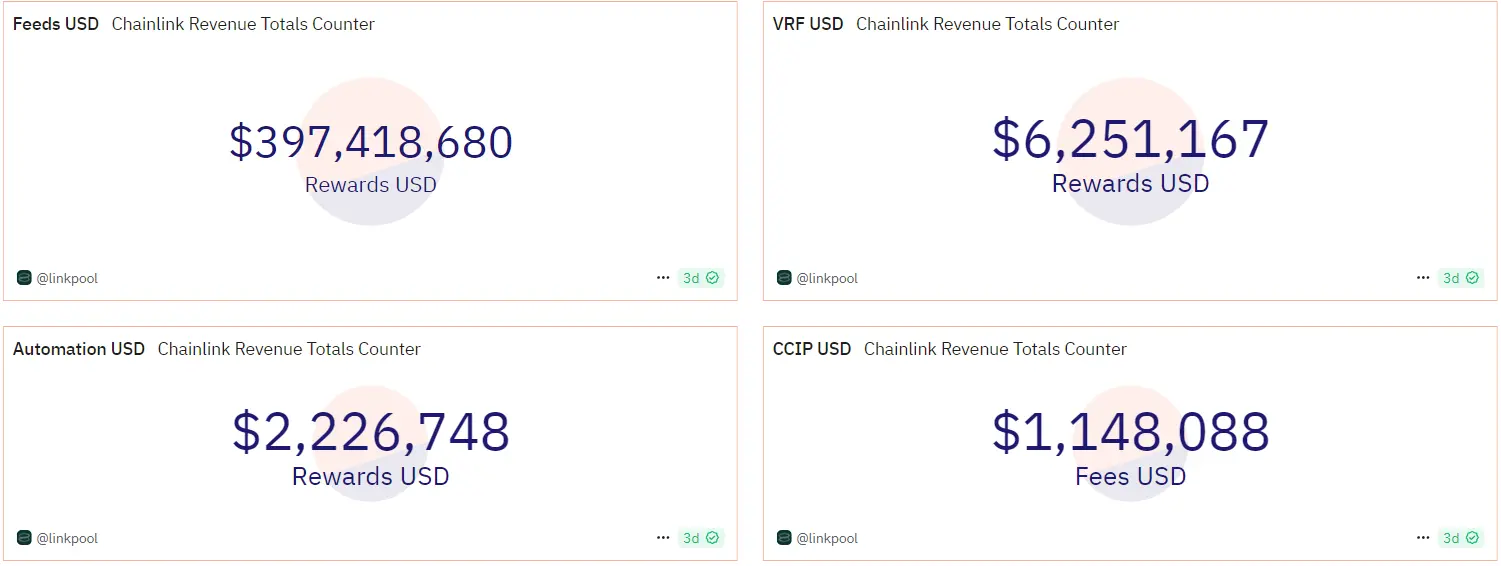 Feeds USD Chainlink Revenue Totals Counter
$397,418,680
Rewards USD
@linkpool
3d
VRF USD Chainlink Revenue Totals Counter
$6,251,167
Rewards USD
@linkpool
3d
Automation USD Chainlink Revenue Totals Counter
$2,226,748
Rewards USD
@linkpool
3d
CCIP USD Chainlink Revenue Totals Counter
$1,148,088
Fees USD
@linkpool
3d